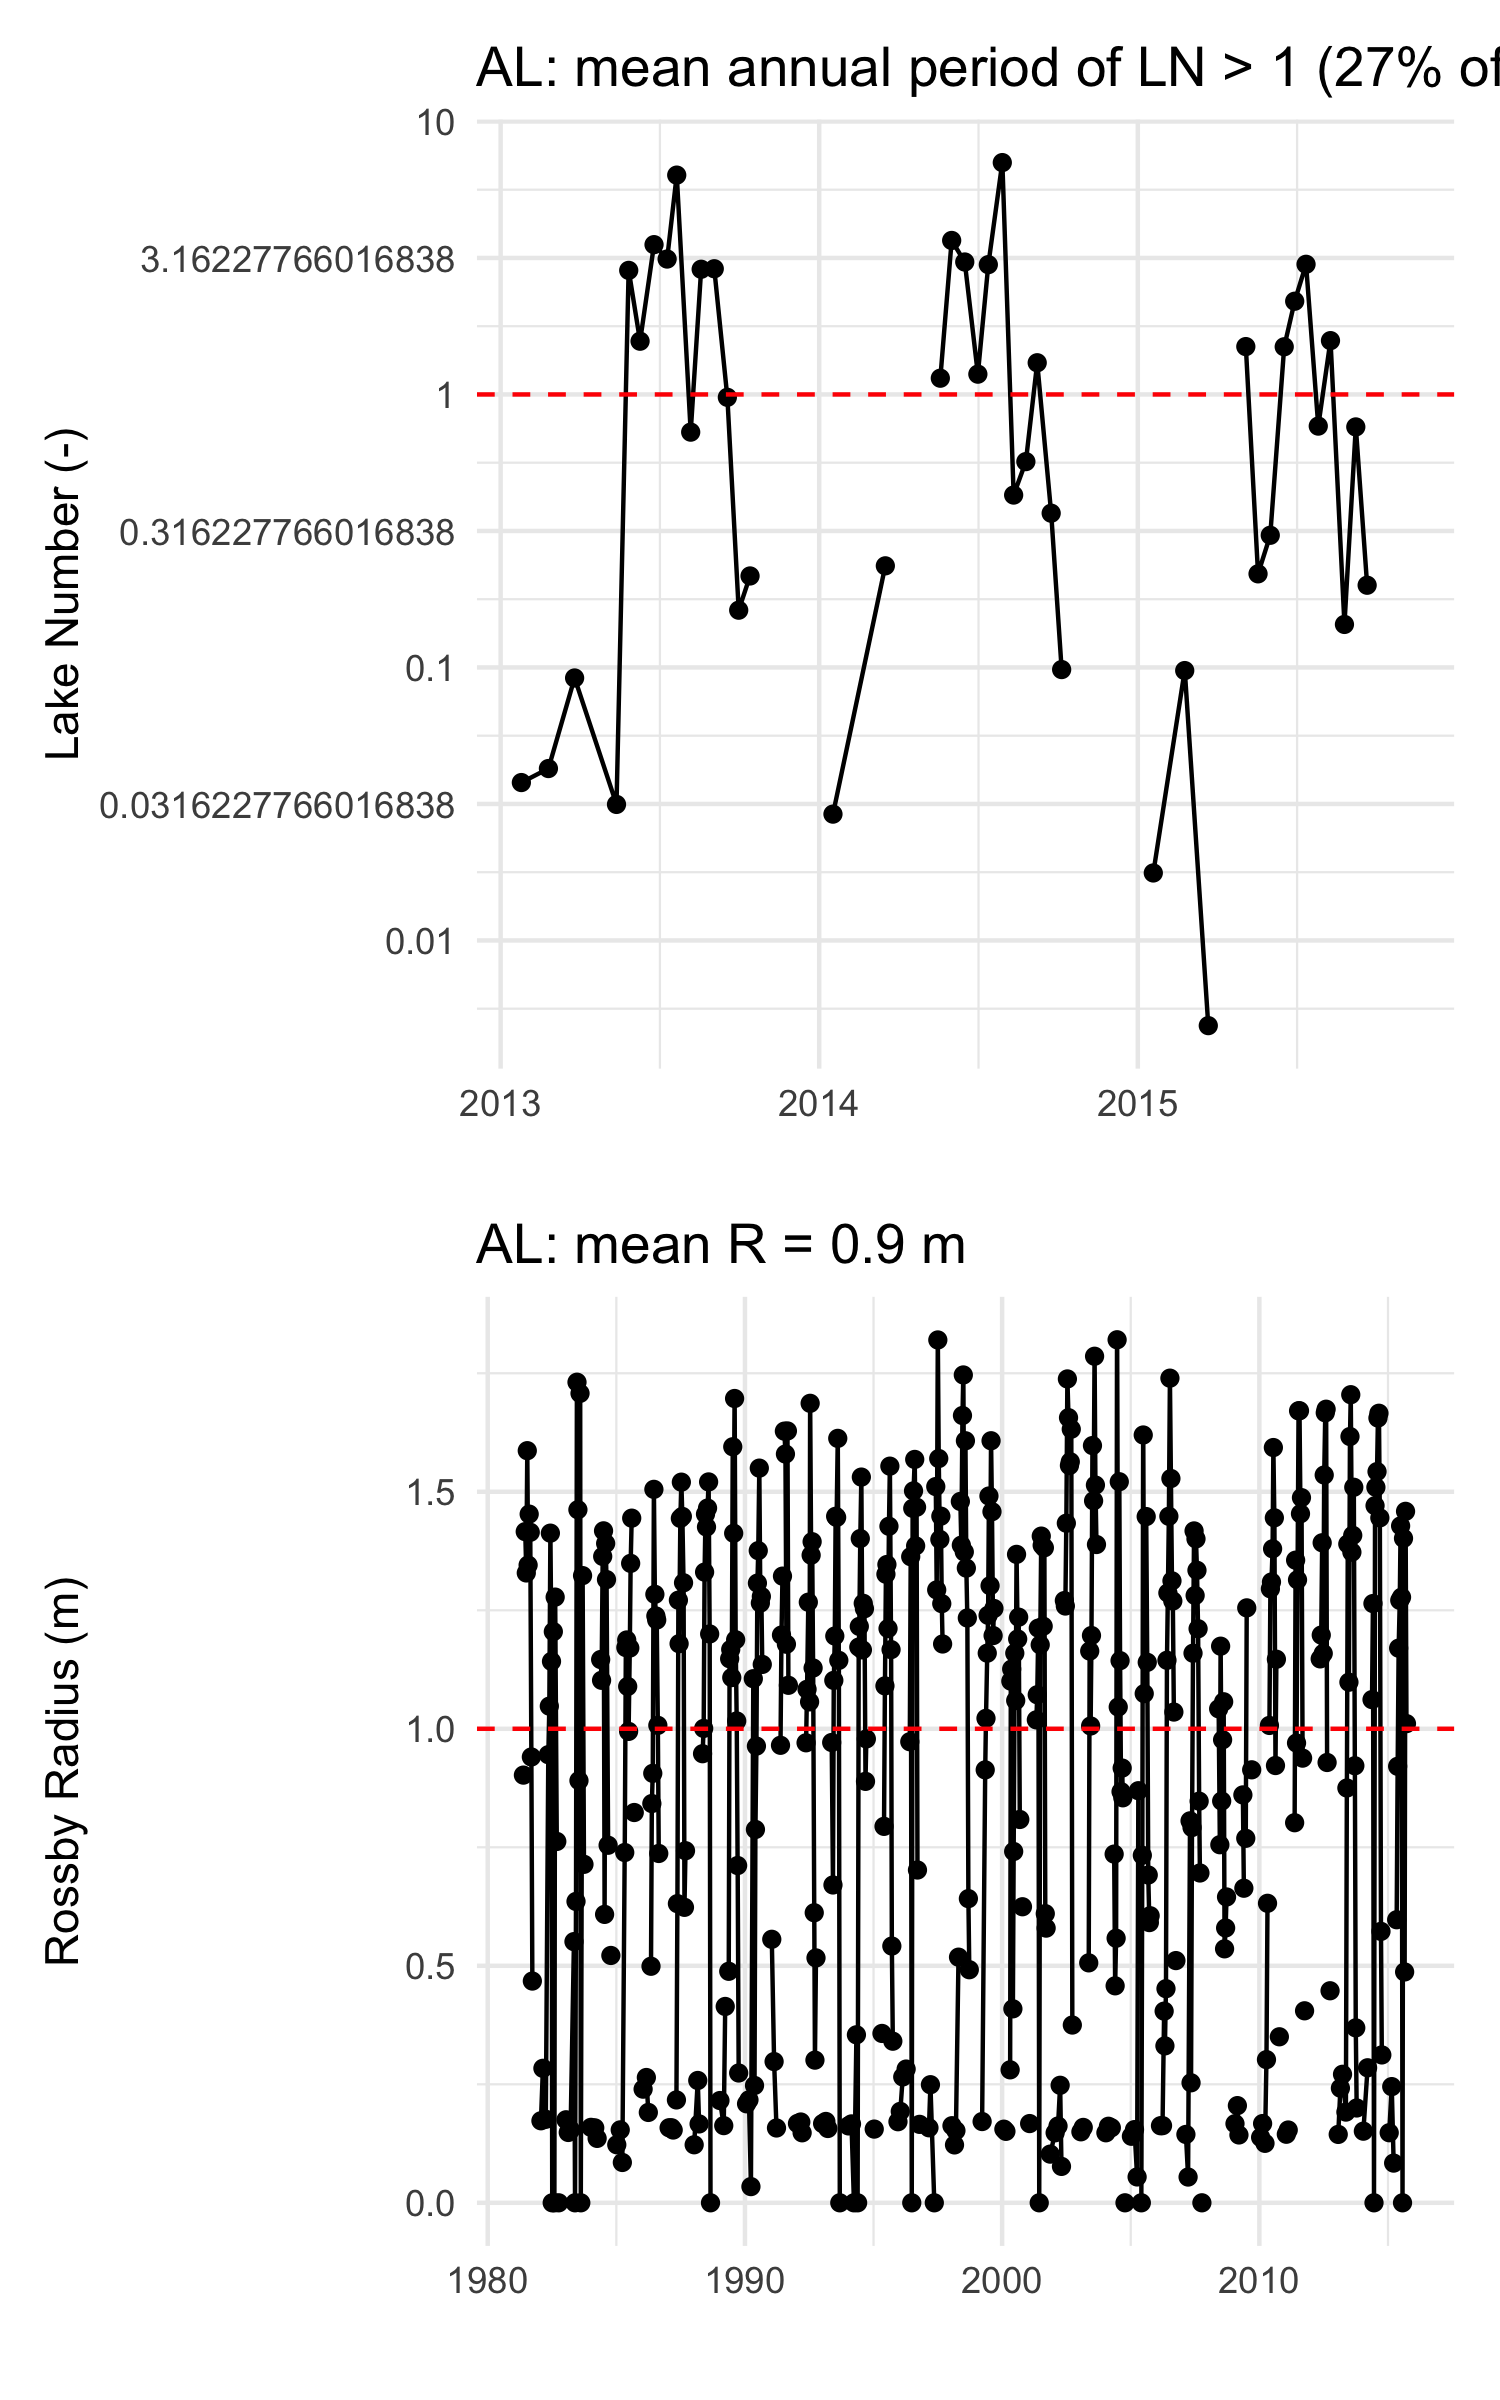 AL: mean annual period of LN > 1 (27% of
10
3.16227766016838
1
0.316227766016838
0.1
0.0316227766016838
0.01
Lake Number (-)
2013 2014 2015
AL: mean R = 0.9 m
1.5
1.0
0.5
0.0
Rossby Radius (m)
1980 1990 2000 2010